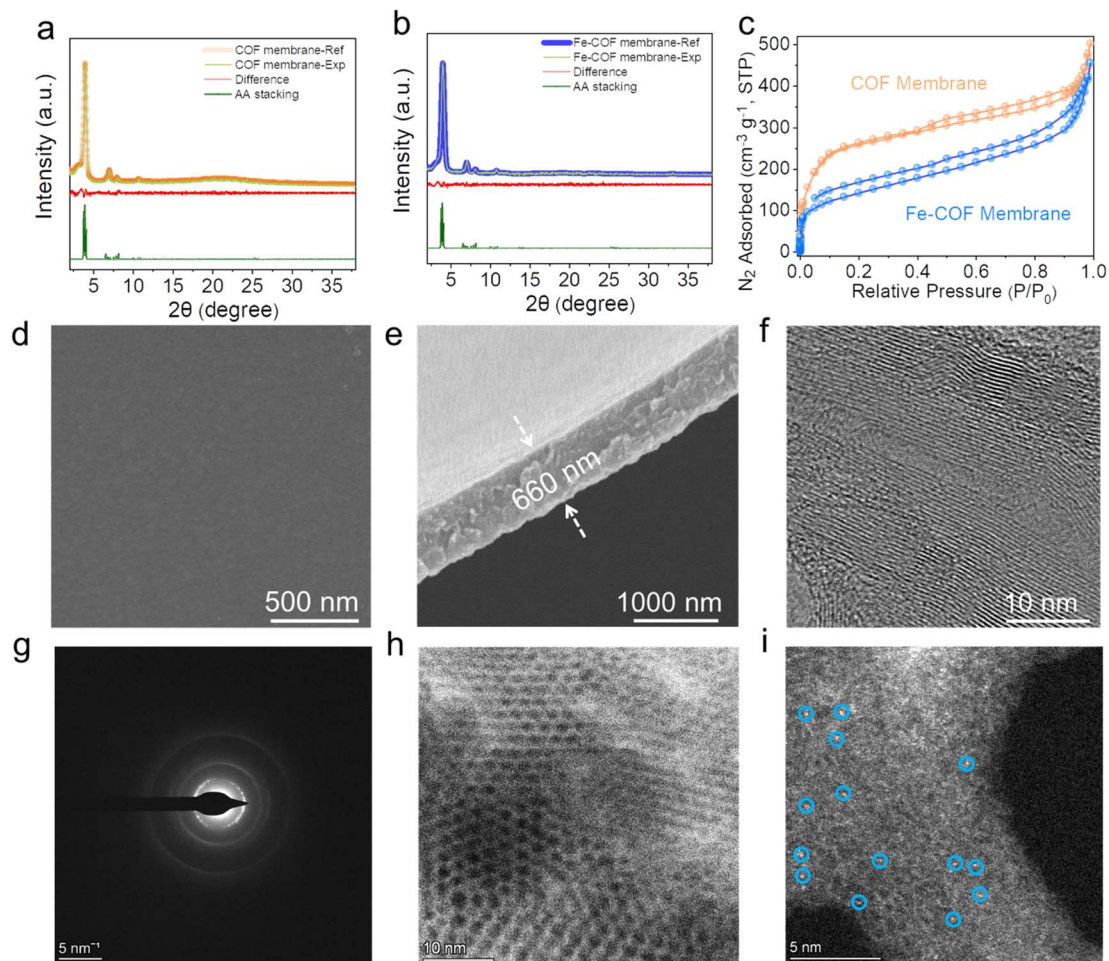 a
COF membrane-Ref
COF membrane-Exp
Difference
AA stacking
Intensity (a.u.)
5 10 15 20 25 30 35
2θ (degree)
b
Fe-COF membrane-Ref
Fe-COF membrane-Exp
Difference
AA stacking
Intensity (a.u.)
5 10 15 20 25 30 35
2θ (degree)
c
500
400
300
200
100
0
N₂ Adsorbed (cm⁻³ g⁻¹, STP)
COF Membrane
Fe-COF Membrane
0.0 0.2 0.4 0.6 0.8 1.0
Relative Pressure (P/P₀)
d
500 nm
e
660 nm
1000 nm
f
10 nm
g
5 nm⁻¹
h
10 nm
i
5 nm